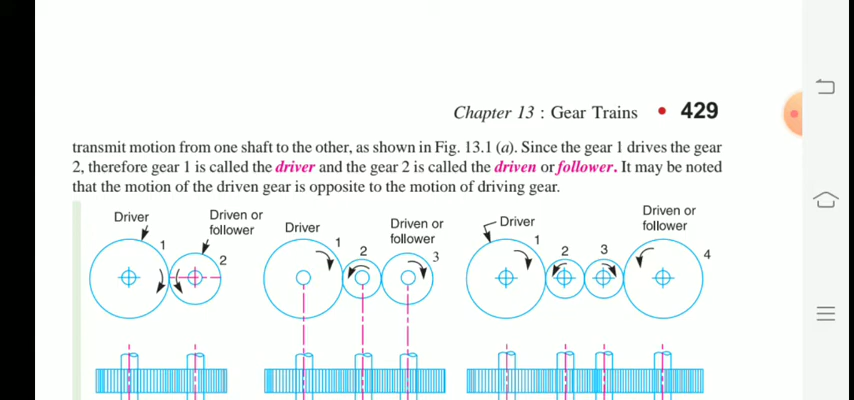 Chapter 13 : Gear Trains • 429
transmit motion from one shaft to the other, as shown in Fig. 13.1 (a). Since the gear 1 drives the gear
2, therefore gear 1 is called the driver and the gear 2 is called the driven or follower. It may be noted
that the motion of the driven gear is opposite to the motion of driving gear.
Driver
Driven or
follower
1
2
Driver
Driven or
follower
1
2
3
Driver
Driven or
follower
1
2
3
4